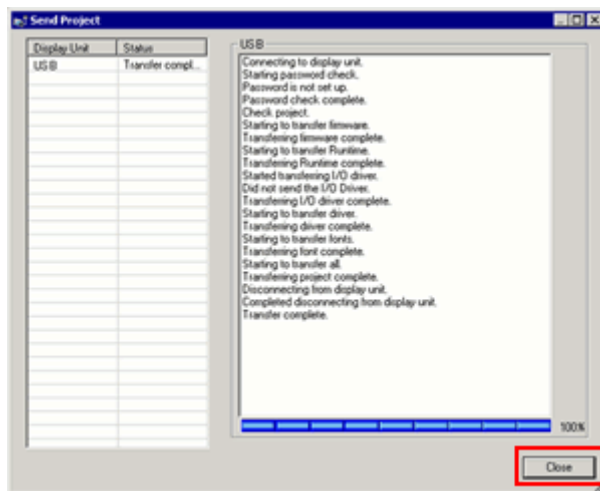 Send Project
Display Unit Status
USB Transfer compl...
USB
Connecting to display unit.
Starting password check.
Password is not set up.
Password check complete.
Check project.
Starting to transfer firmware.
Transferring firmware complete.
Starting to transfer Runtime.
Transferring Runtime complete.
Started transferring I/O driver.
Did not send the I/O Driver.
Transferring I/O driver complete.
Starting to transfer driver.
Transferring driver complete.
Starting to transfer fonts.
Transferring font complete.
Starting to transfer all.
Transferring project complete.
Disconnecting from display unit.
Completed disconnecting from display unit.
Transfer complete.
100%
Close